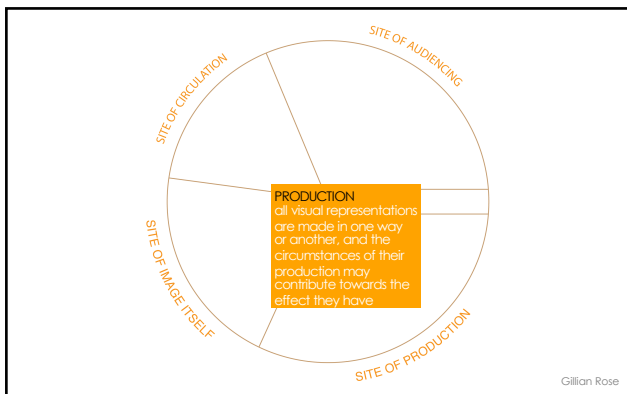 SITE OF AUDIENCING
SITE OF CIRCULATION
PRODUCTION
all visual representations
are made in one way
or another, and the
circumstances of their
production may
contribute towards the
effect they have
SITE OF IMAGE ITSELF
SITE OF PRODUCTION
Gillian Rose